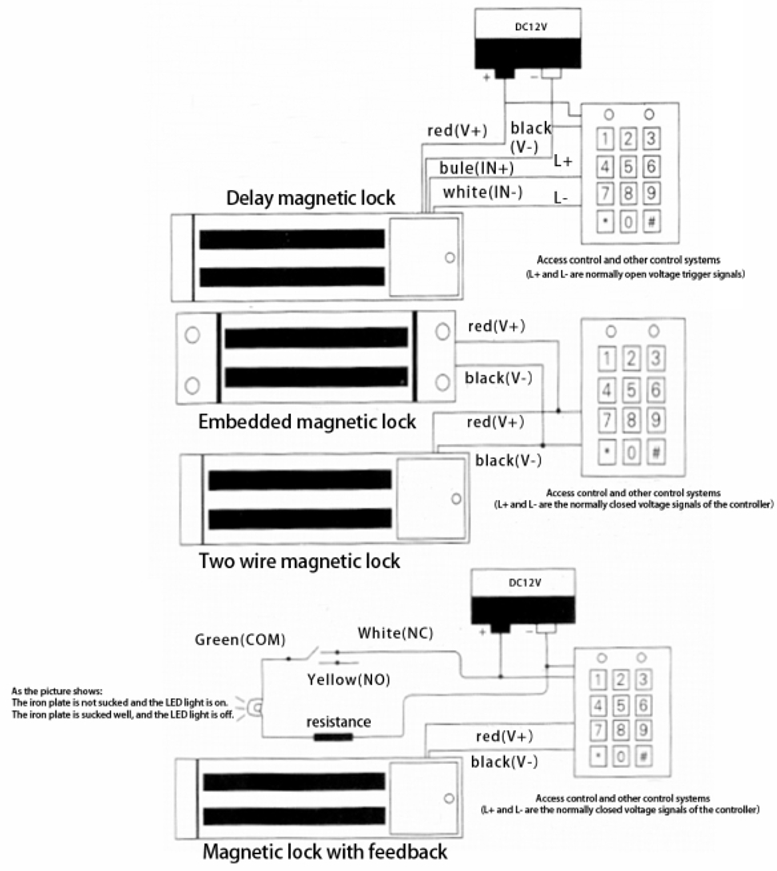 DC12V
+ −
red(V+)
black
(V-)
bule(IN+)
L+
white(IN-)
L-
1 2 3
4 5 6
7 8 9
* 0 #
Delay magnetic lock
Access control and other control systems
(L+ and L- are normally open voltage trigger signals)
red(V+)
black(V-)
1 2 3
4 5 6
7 8 9
* 0 #
Embedded magnetic lock
red(V+)
black(V-)
Access control and other control systems
(L+ and L- are the normally closed voltage signals of the controller)
Two wire magnetic lock
DC12V
+ −
Green(COM)
White(NC)
Yellow(NO)
1 2 3
4 5 6
7 8 9
* 0 #
As the picture shows:
The iron plate is not sucked and the LED light is on.
The iron plate is sucked well, and the LED light is off.
resistance
red(V+)
black(V-)
Access control and other control systems
(L+ and L- are the normally closed voltage signals of the controller)
Magnetic lock with feedback